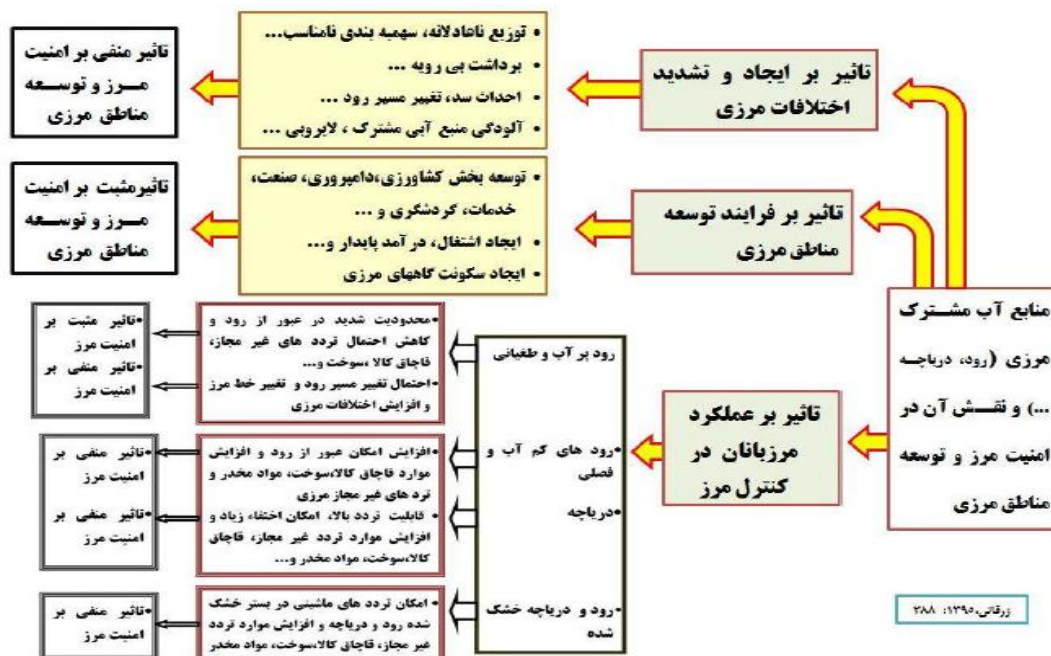 منابع آب مشترک
مرزی (رود، دریاچه
...) و نقش آن در
امنیت مرز و توسعه
مناطق مرزی
تاثیر بر ایجاد و تشدید
اختلافات مرزی
• توزیع ناعادلانه، سهمیه بندی نامناسب...
• برداشت بی رویه ...
• احداث سد، تغییر مسیر رود ...
• آلودگی منبع آبی مشترک ، لایروبی ...
تاثیر منفی بر امنیت
مرز و توسعه
مناطق مرزی
تاثیر بر فرایند توسعه
مناطق مرزی
• توسعه بخش کشاورزی،دامپروری، صنعت،
خدمات، گردشگری و ...
• ایجاد اشتغال، در آمد پایدار و...
• ایجاد سکونت گاههای مرزی
تاثیرمثبت بر امنیت
مرز و توسعه
مناطق مرزی
تاثیر بر عملکرد
مرزبانان در
کنترل مرز
رود پر آب و طغیانی
•رود های کم آب و
فصلی
•دریاچه
•رود و دریاچه خشک
شده
•محدودیت شدید در عبور از رود و
کاهش احتمال تردد های غیر مجاز،
قاچاق کالا ،سوخت و...
•احتمال تغییر مسیر رود و تغییر خط مرز
و افزایش اختلافات مرزی
•تاثیر مثبت بر
امنیت مرز
•تاثیر منفی بر
امنیت مرز
•افزایش امکان عبور از رود و افزایش
موارد قاچاق کالا،سوخت، مواد مخدر و
ترد های غیر مجاز مرزی
• قابلیت تردد بالا، امکان اختفاء زیاد و
افزایش موارد تردد غیر مجاز، قاچاق
کالا،سوخت، مواد مخدر و...
•تاثیر منفی بر
امنیت مرز
•تاثیر منفی بر
امنیت مرز
• امکان تردد های ماشینی در بستر خشک
شده رود و دریاچه و افزایش موارد تردد
غیر مجاز، قاچاق کالا،سوخت، مواد مخدر
•تاثیر منفی بر
امنیت مرز
زرقانی،۱۳۹۵: ۳۸۸